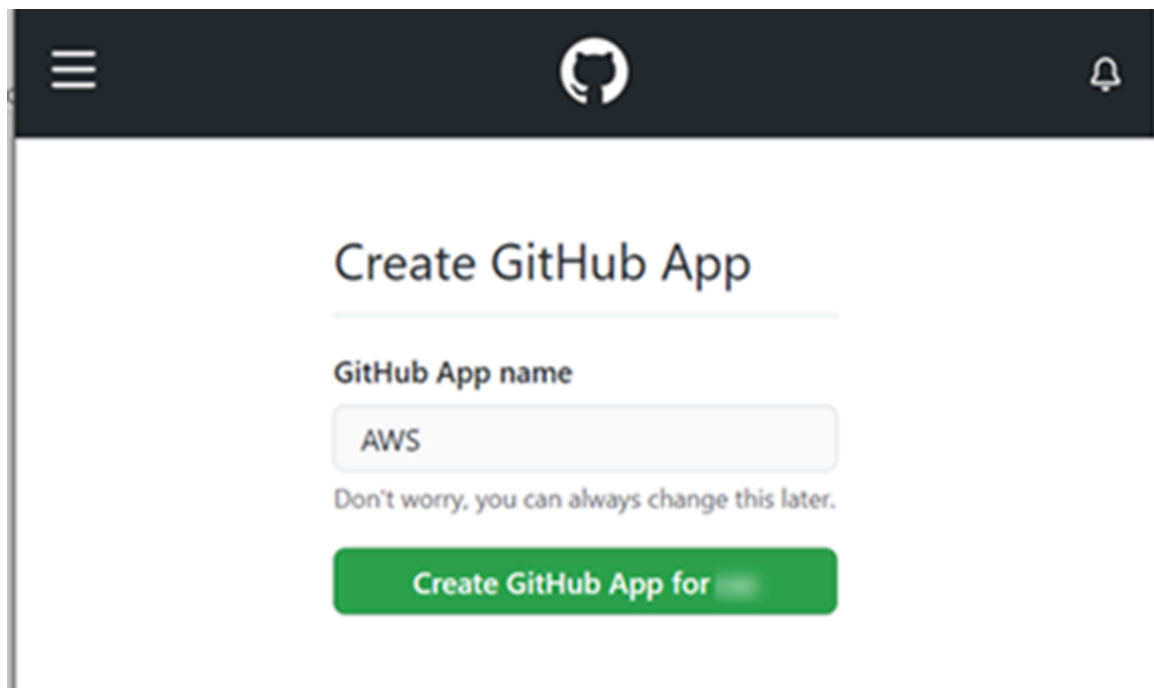 Create GitHub App
GitHub App name
AWS
Don't worry, you can always change this later.
Create GitHub App for